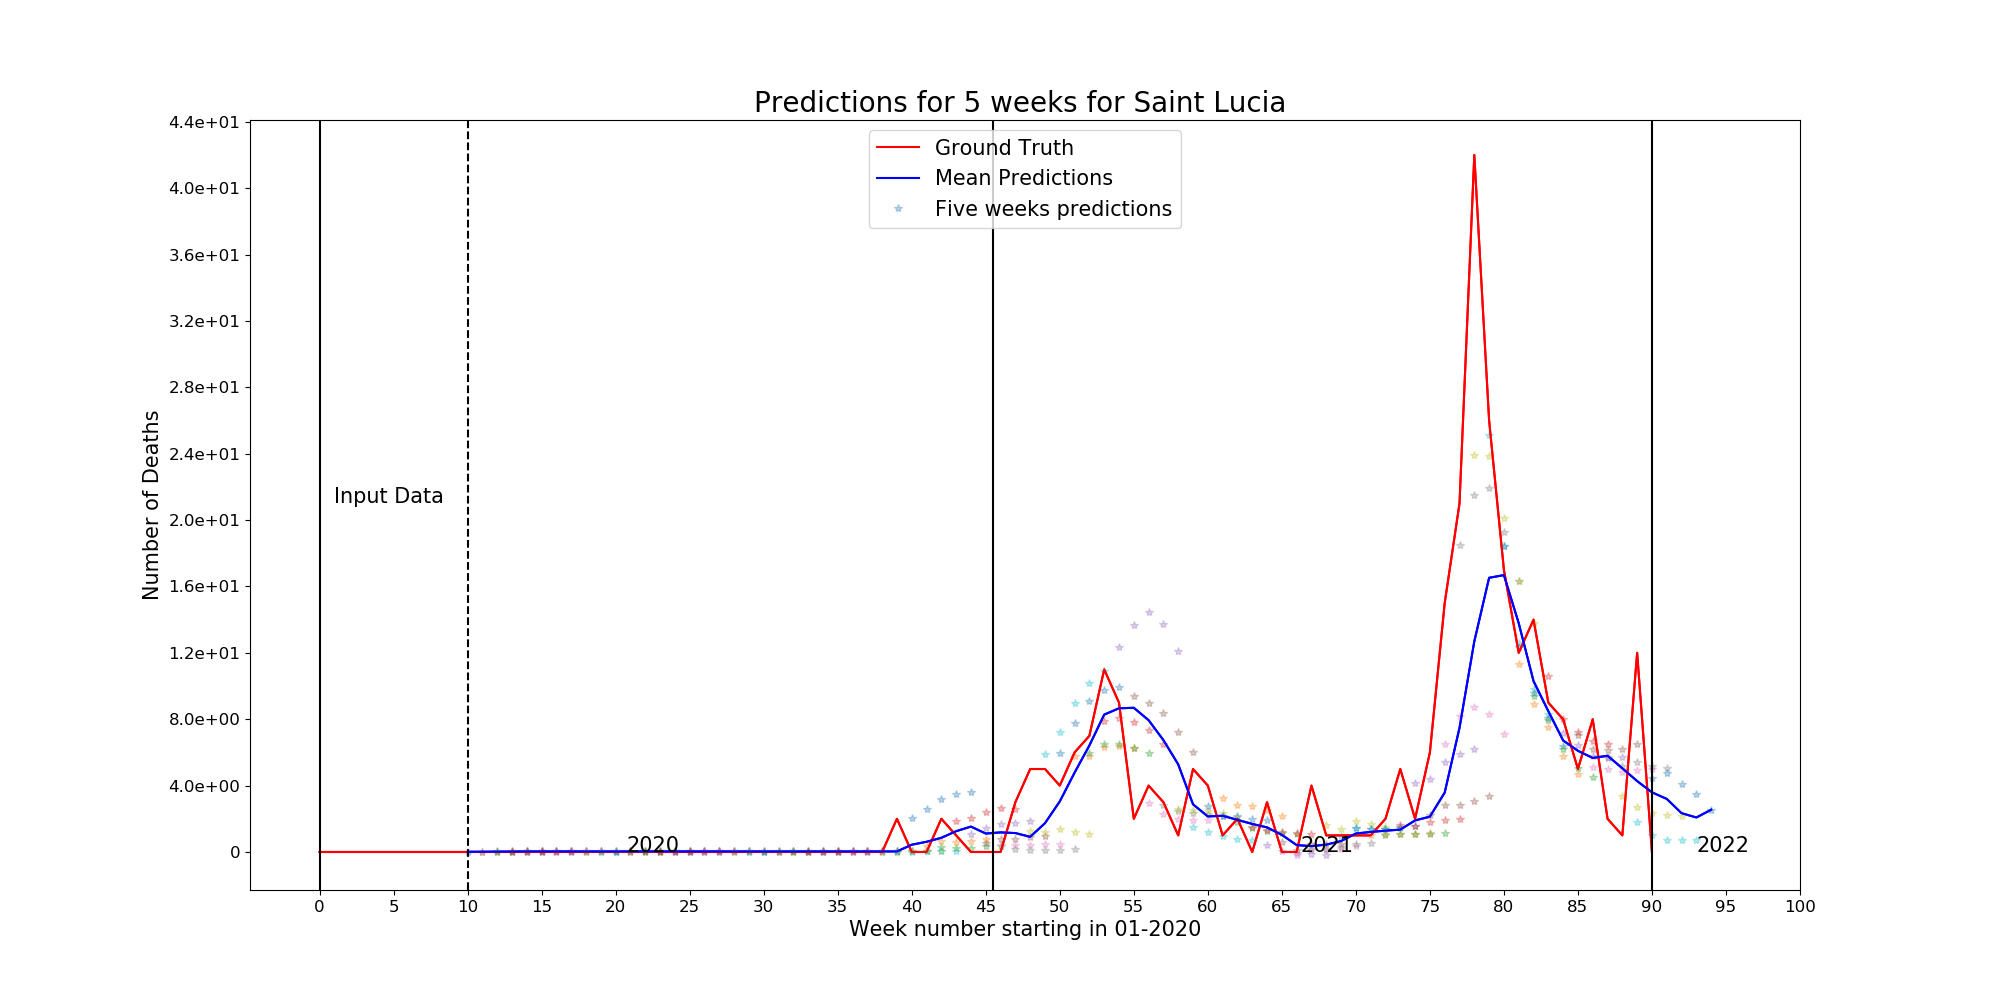 Predictions for 5 weeks for Saint Lucia
4.4e+01
4.0e+01
3.6e+01
3.2e+01
2.8e+01
2.4e+01
2.0e+01
1.6e+01
1.2e+01
8.0e+00
4.0e+00
0
Number of Deaths
Ground Truth
Mean Predictions
Five weeks predictions
Input Data
2020
2021
2022
0 5 10 15 20 25 30 35 40 45 50 55 60 65 70 75 80 85 90 95 100
Week number starting in 01-2020